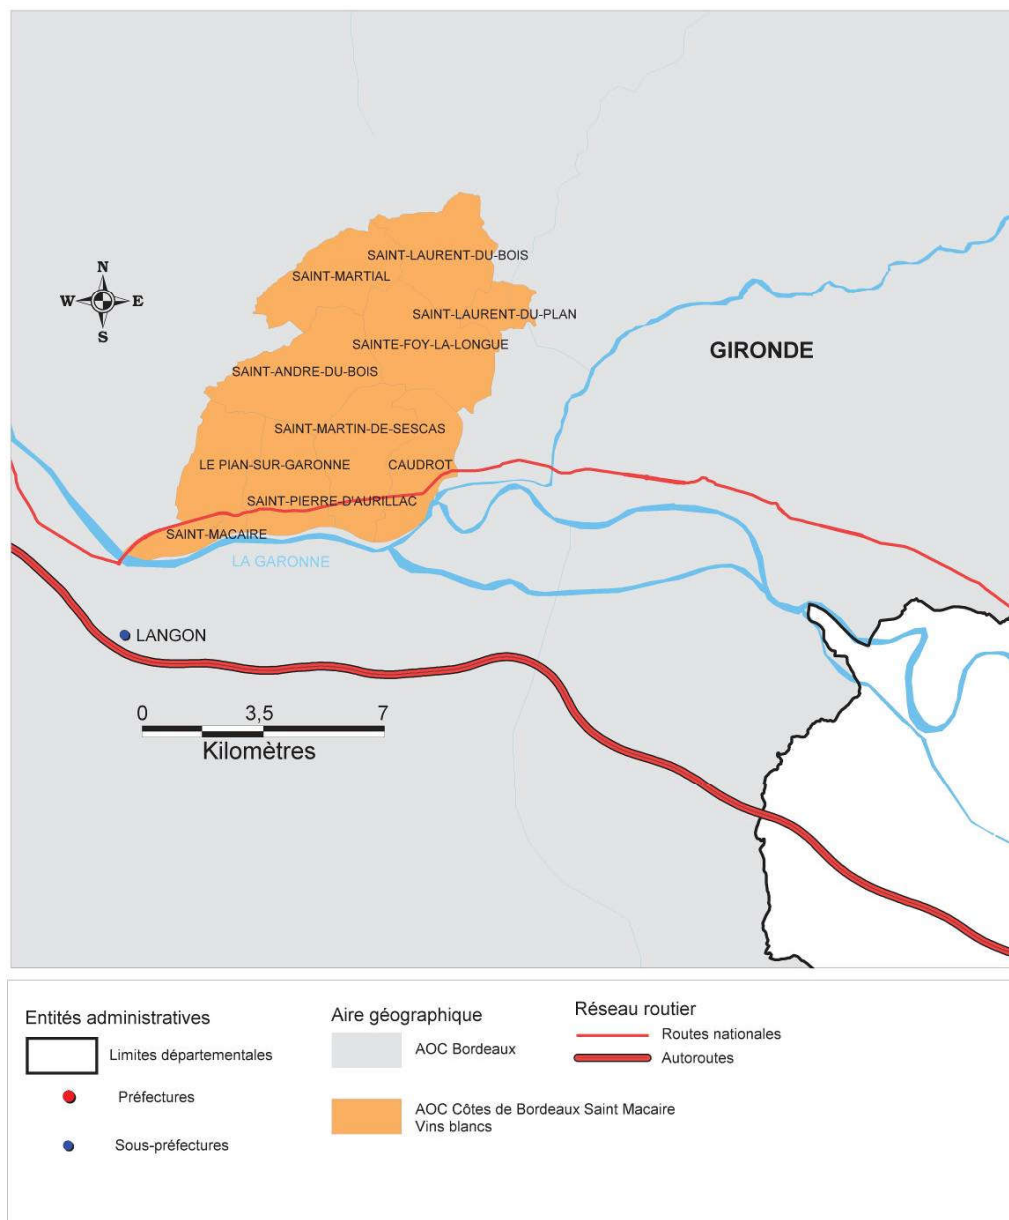 SAINT-LAURENT-DU-BOIS
SAINT-MARTIAL
N
W E
S
SAINT-LAURENT-DU-PLAN
SAINTE-FOY-LA-LONGUE
GIRONDE
SAINT-ANDRE-DU-BOIS
SAINT-MARTIN-DE-SESCAS
LE PIAN-SUR-GARONNE
CAUDROT
SAINT-PIERRE-D'AURILLAC
SAINT-MACAIRE
LA GARONNE
LANGON
0 3,5 7
Kilomètres
Entités administratives
Limites départementales
Préfectures
Sous-préfectures
Aire géographique
AOC Bordeaux
AOC Côtes de Bordeaux Saint Macaire
Vins blancs
Réseau routier
Routes nationales
Autoroutes